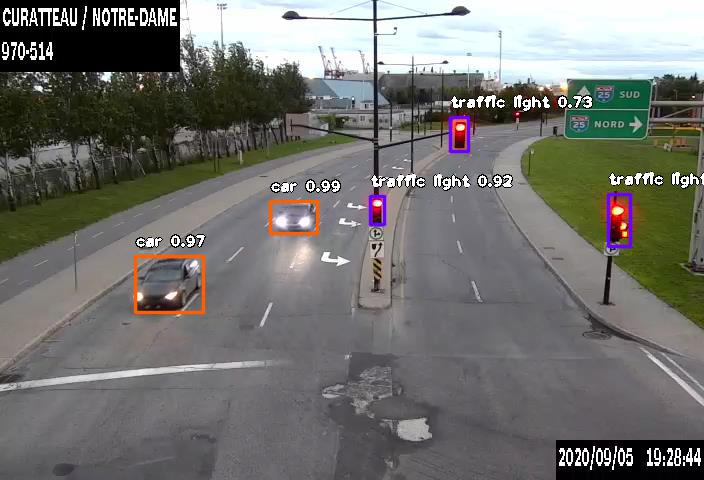 CURATTEAU / NOTRE-DAME
970-514
traffic light 0.73
25 SUD
25 NORD
car 0.99
traffic light 0.92
traffic light
car 0.97
2020/09/05 19:28:44